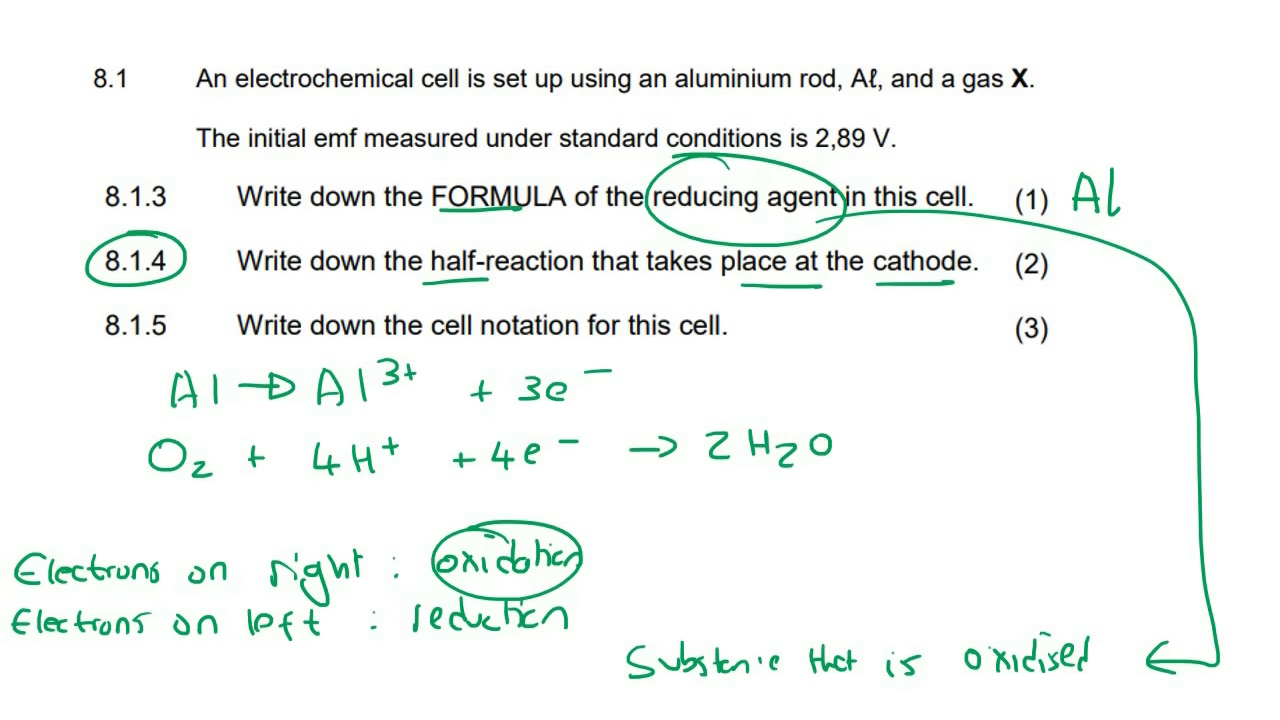 8.1 An electrochemical cell is set up using an aluminium rod, Aℓ, and a gas X.
The initial emf measured under standard conditions is 2,89 V.
8.1.3 Write down the FORMULA of the reducing agent in this cell. (1) Al
8.1.4 Write down the half-reaction that takes place at the cathode. (2)
8.1.5 Write down the cell notation for this cell. (3)
Al → Al³⁺ + 3e⁻
O₂ + 4H⁺ + 4e⁻ → 2H₂O
Electrons on right : oxidation
Electrons on left : reduction
Substance that is oxidised